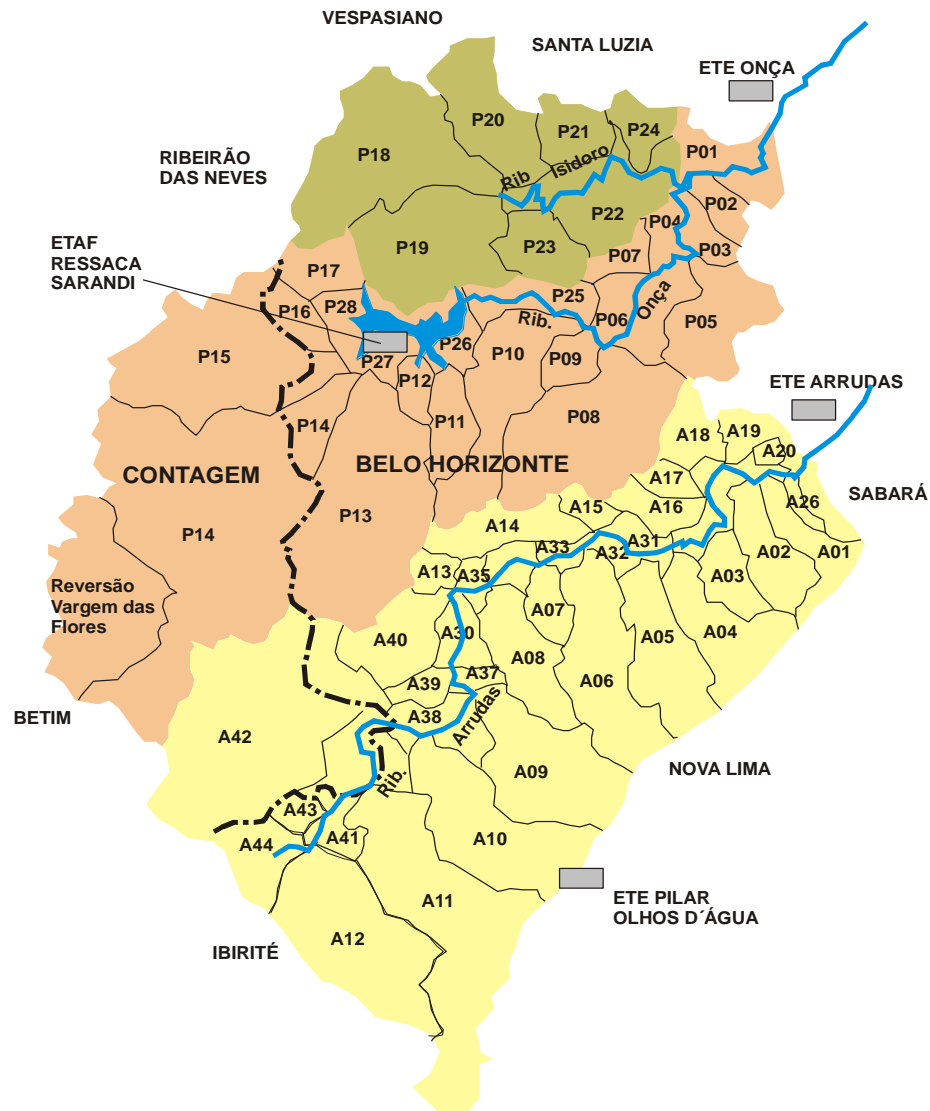 VESPASIANO
SANTA LUZIA
ETE ONÇA
P20
P21
P24
P18
P01
RIBEIRÃO
DAS NEVES
Rib
Isidoro
P02
P22
P04
P19
P23
P03
P07
ETAF
RESSACA
SARANDI
P17
P28
P25
Onça
P16
P06
Rib.
P05
P26
P10
P15
P27
P09
P12
ETE ARRUDAS
P11
P08
P14
A18
A19
A20
CONTAGEM
BELO HORIZONTE
A17
P13
A16
A26
SABARÁ
A15
A14
P14
A31
A33
A32
A02
A01
A13
A35
A03
Reversão
Vargem das
Flores
A07
A30
A04
A40
A05
A08
A37
A06
A39
BETIM
A38
Arrudas
A42
NOVA LIMA
A09
Rib.
A43
A44
A41
A10
ETE PILAR
OLHOS D´ÁGUA
A11
A12
IBIRITÉ